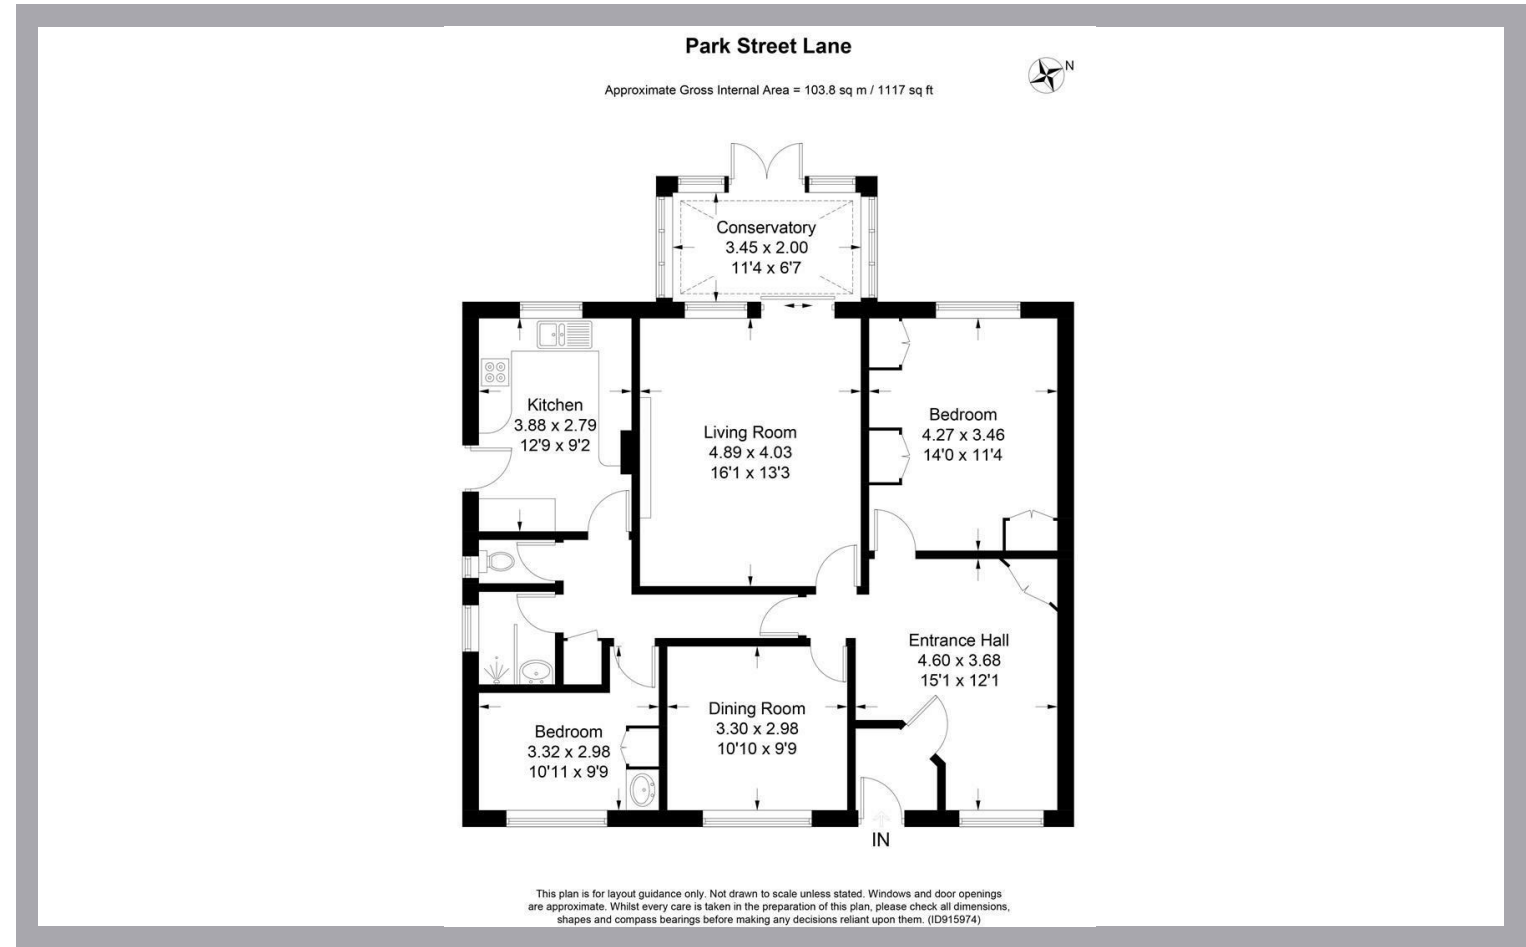 Park Street Lane
N
Approximate Gross Internal Area = 103.8 sq m / 1117 sq ft
Conservatory
3.45 x 2.00
11'4 x 6'7
Kitchen
3.88 x 2.79
12'9 x 9'2
Living Room
4.89 x 4.03
16'1 x 13'3
Bedroom
4.27 x 3.46
14'0 x 11'4
Entrance Hall
4.60 x 3.68
15'1 x 12'1
Dining Room
3.30 x 2.98
10'10 x 9'9
Bedroom
3.32 x 2.98
10'11 x 9'9
IN
This plan is for layout guidance only. Not drawn to scale unless stated. Windows and door openings
are approximate. Whilst every care is taken in the preparation of this plan, please check all dimensions,
shapes and compass bearings before making any decisions reliant upon them. (ID915974)